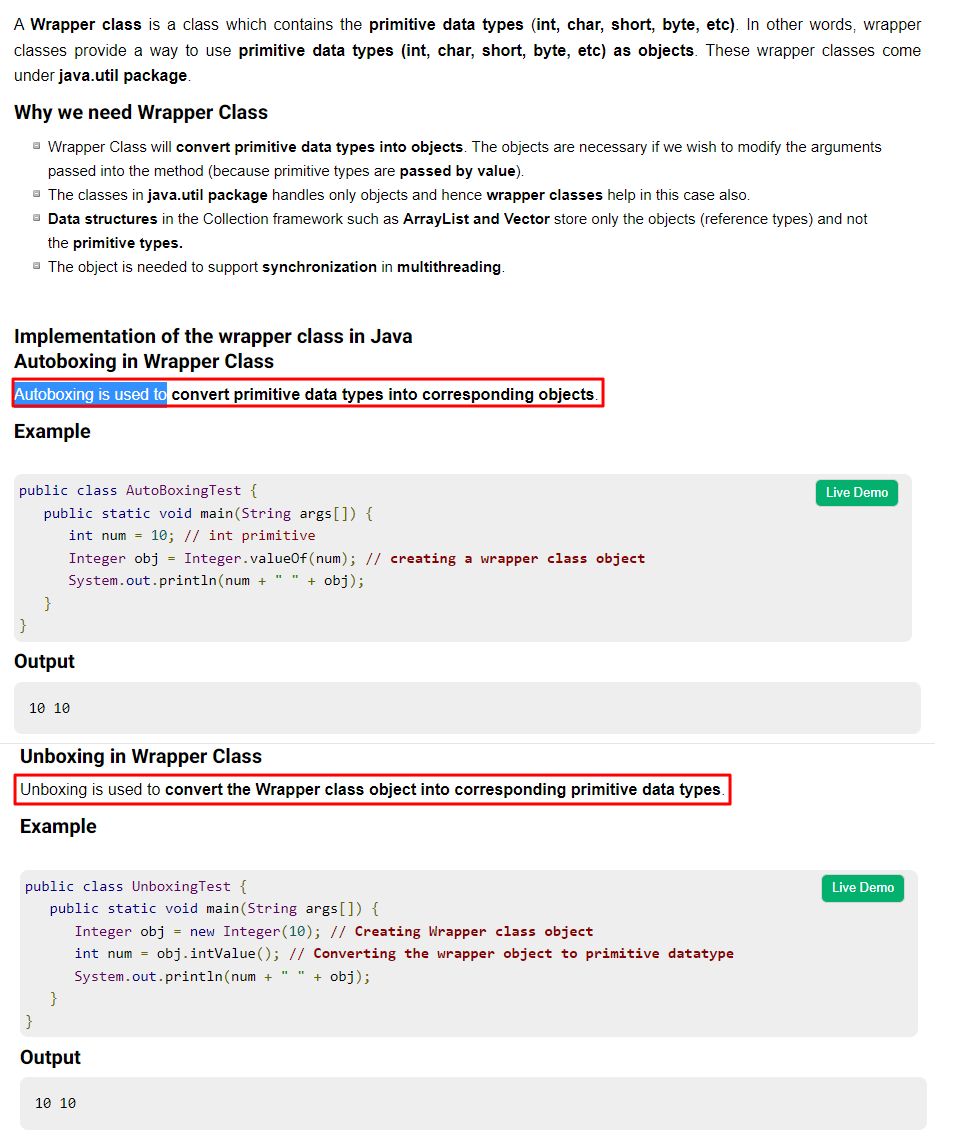 A Wrapper class is a class which contains the primitive data types (int, char, short, byte, etc). In other words, wrapper
classes provide a way to use primitive data types (int, char, short, byte, etc) as objects. These wrapper classes come
under java.util package.
Why we need Wrapper Class
Wrapper Class will convert primitive data types into objects. The objects are necessary if we wish to modify the arguments
passed into the method (because primitive types are passed by value).
The classes in java.util package handles only objects and hence wrapper classes help in this case also.
Data structures in the Collection framework such as ArrayList and Vector store only the objects (reference types) and not
the primitive types.
The object is needed to support synchronization in multithreading.
Implementation of the wrapper class in Java
Autoboxing in Wrapper Class
Autoboxing is used to convert primitive data types into corresponding objects.
Example
public class AutoBoxingTest {
Live Demo
public static void main(String args[]) {
int num = 10; // int primitive
Integer obj = Integer.valueOf(num); // creating a wrapper class object
System.out.println(num + " " + obj);
}
}
Output
10 10
Unboxing in Wrapper Class
Unboxing is used to convert the Wrapper class object into corresponding primitive data types.
Example
public class UnboxingTest {
Live Demo
public static void main(String args[]) {
Integer obj = new Integer(10); // Creating Wrapper class object
int num = obj.intValue(); // Converting the wrapper object to primitive datatype
System.out.println(num + " " + obj);
}
}
Output
10 10